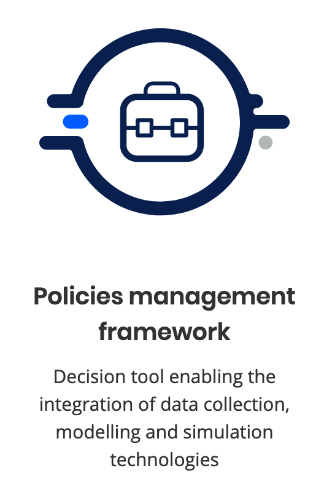 Policies management
framework
Decision tool enabling the
integration of data collection,
modelling and simulation
technologies